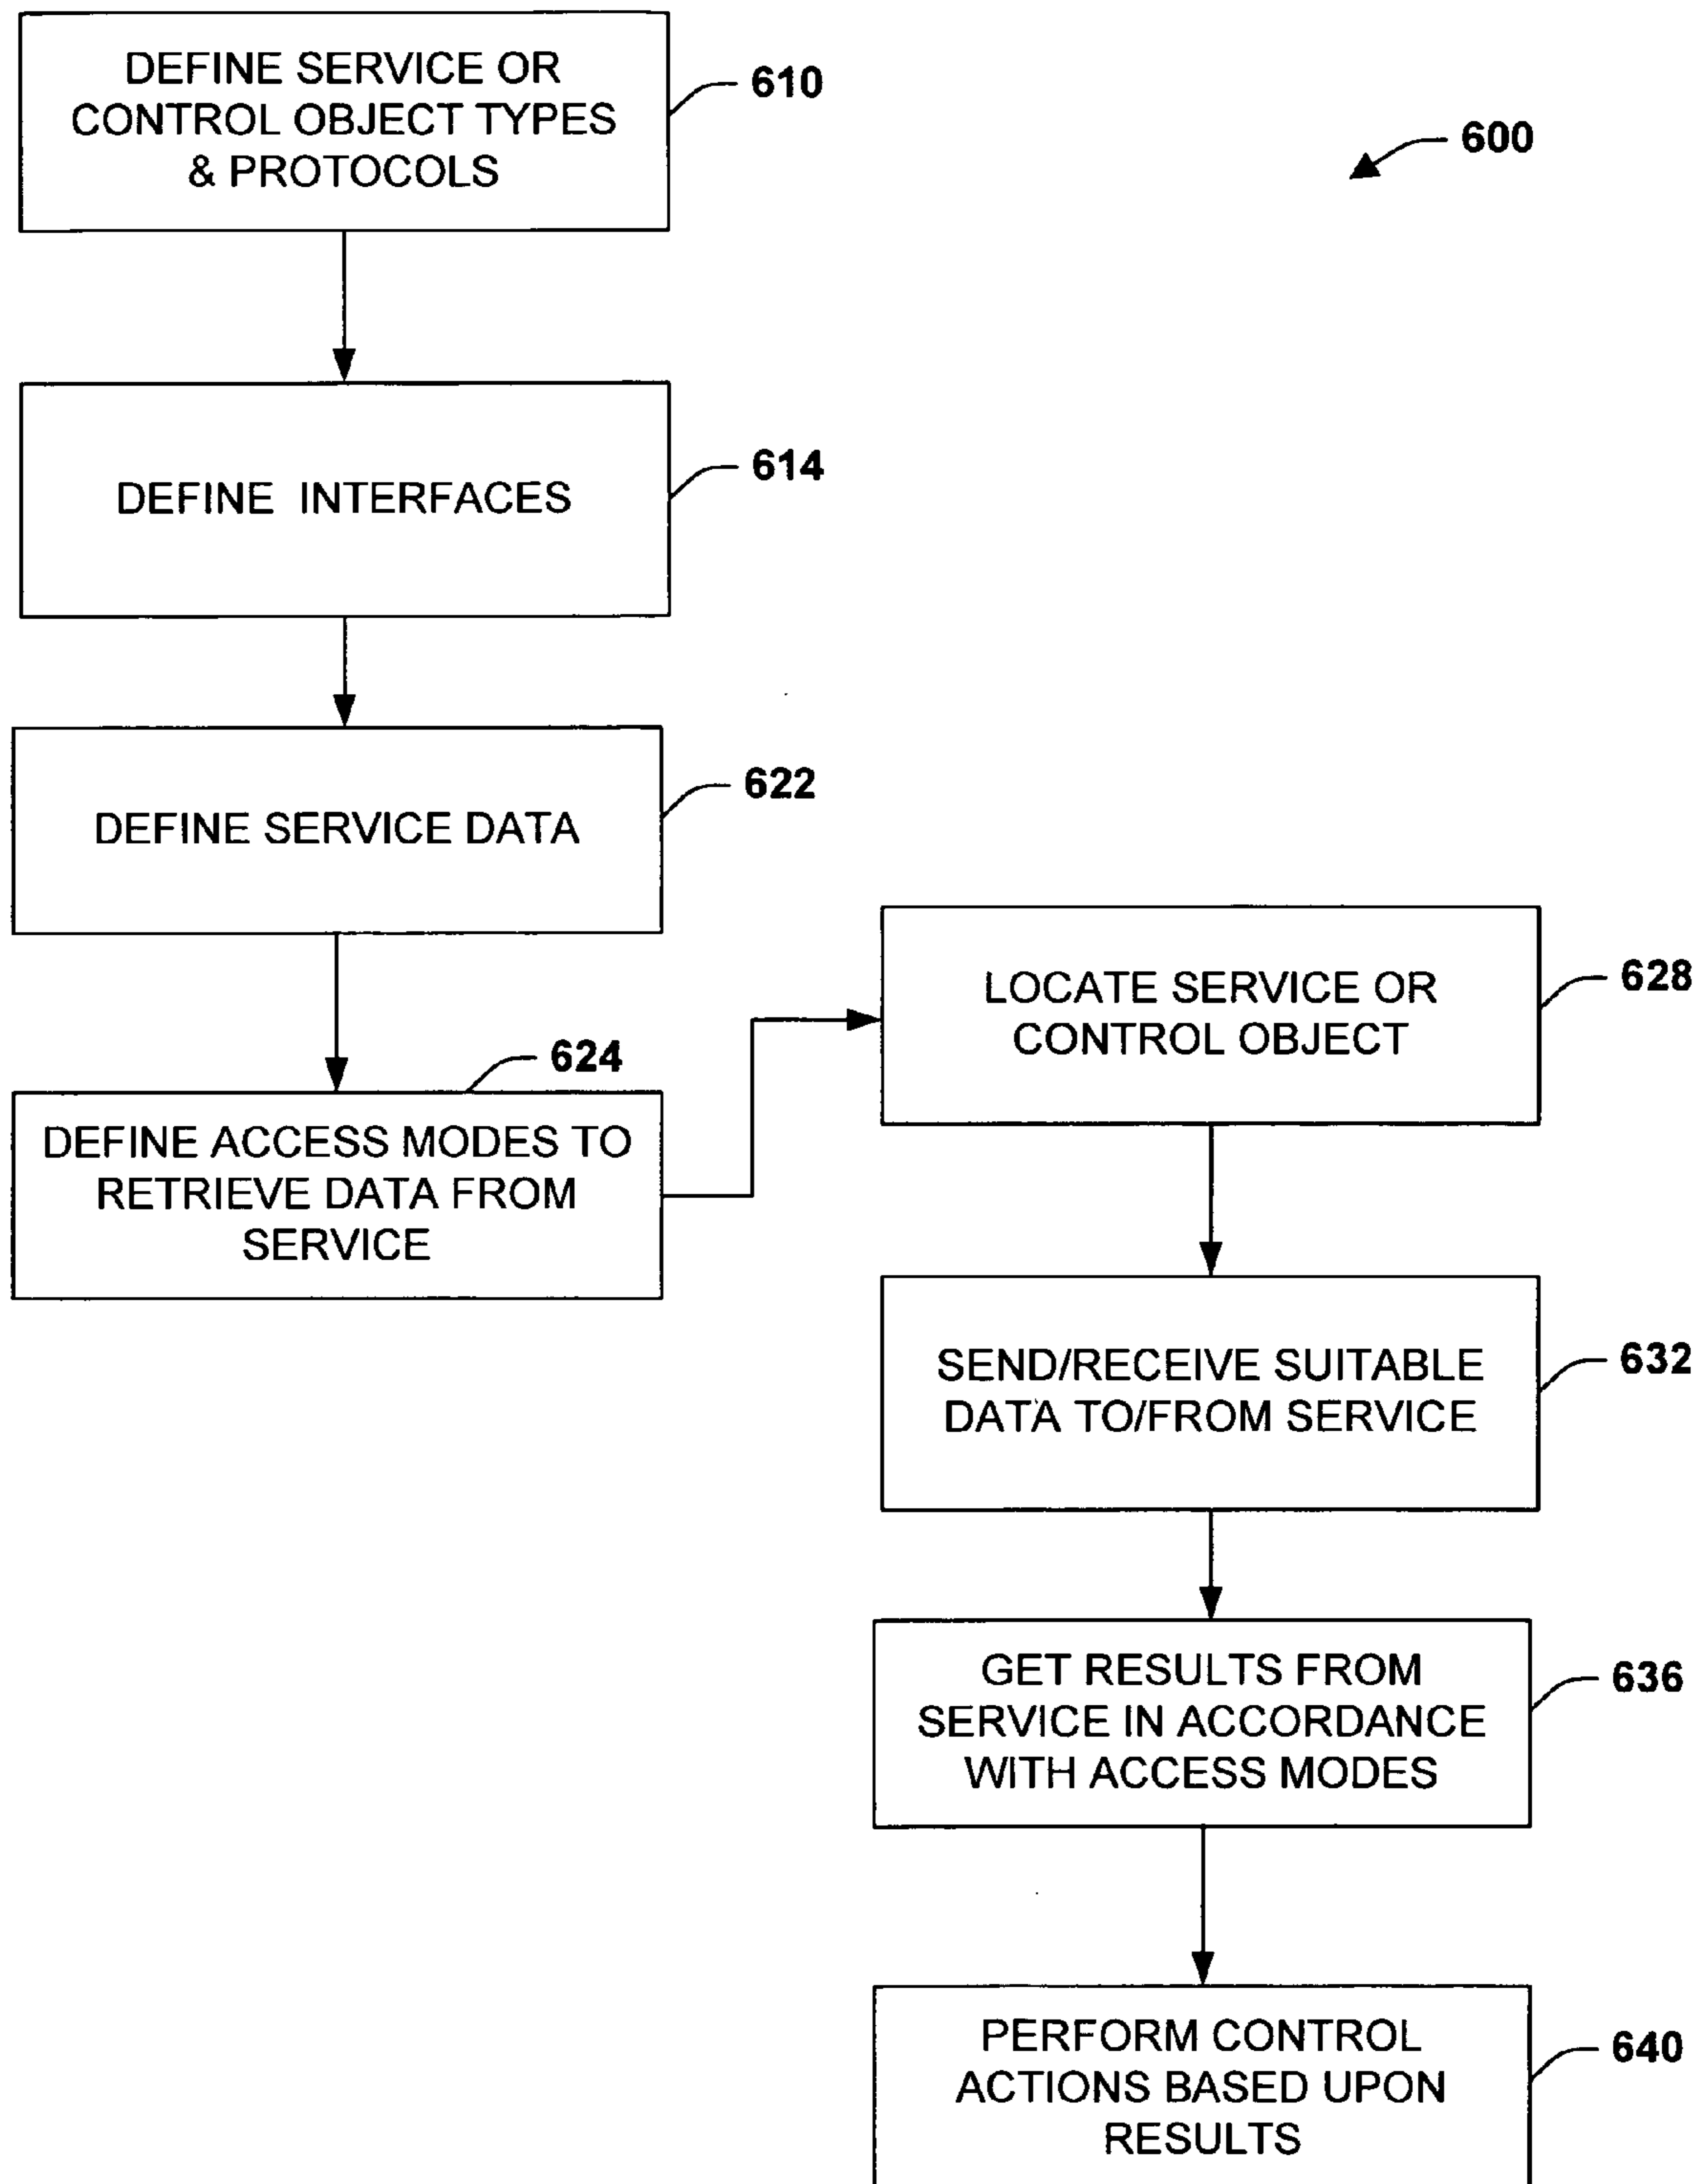 DEFINE SERVICE OR
CONTROL OBJECT TYPES
& PROTOCOLS
610
600
DEFINE INTERFACES
614
DEFINE SERVICE DATA
622
624
DEFINE ACCESS MODES TO
RETRIEVE DATA FROM
SERVICE
LOCATE SERVICE OR
CONTROL OBJECT
628
SEND/RECEIVE SUITABLE
DATA TO/FROM SERVICE
632
GET RESULTS FROM
SERVICE IN ACCORDANCE
WITH ACCESS MODES
636
PERFORM CONTROL
ACTIONS BASED UPON
RESULTS
640